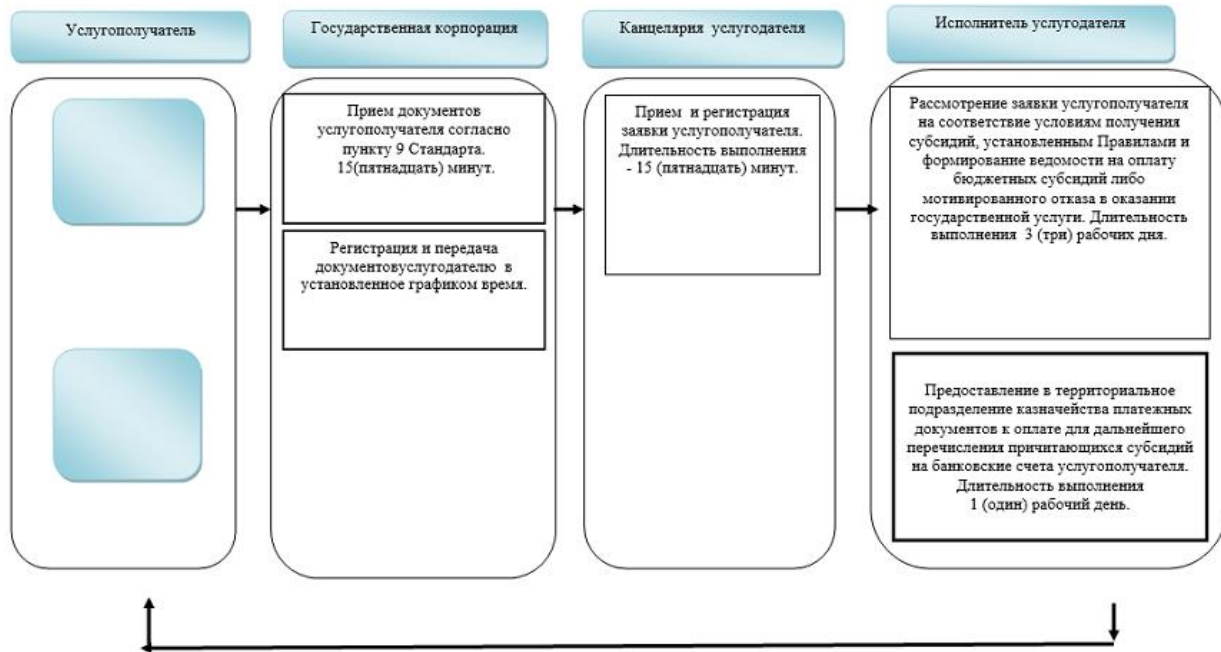 Услугополучатель
Государственная корпорация
Канцелярия услугодателя
Исполнитель услугодателя
Прием документов
услугополучателя согласно
пункту 9 Стандарта.
15(пятнадцать) минут.
Регистрация и передача
документовуслугодателю в
установленное графиком время.
Прием и регистрация
заявки услугополучателя.
Длительность выполнения
- 15 (пятнадцать) минут.
Рассмотрение заявки услугополучателя
на соответствие условиям получения
субсидий, установленным Правилами и
формирование ведомости на оплату
бюджетных субсидий либо
мотивированного отказа в оказании
государственной услуги. Длительность
выполнения 3 (три) рабочих дня.
Предоставление в территориальное
подразделение казначейства платежных
документов к оплате для дальнейшего
перечисления причитающихся субсидий
на банковские счета услугополучателя.
Длительность выполнения
1 (один) рабочий день.